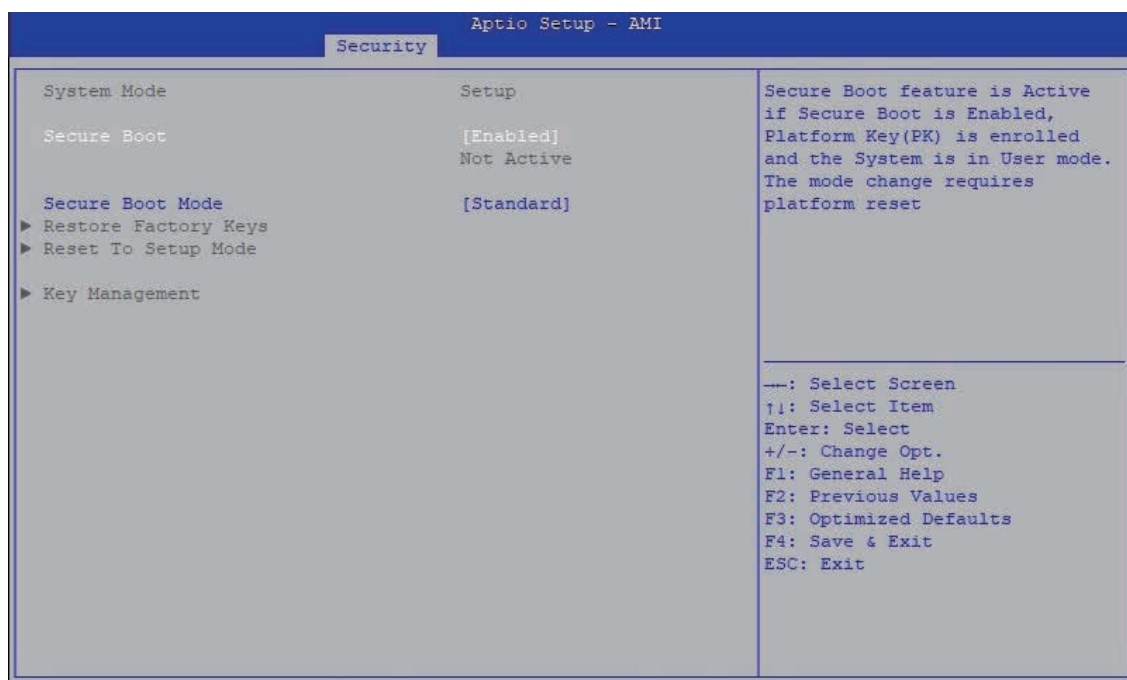 Aptio Setup - AMI
Security
System Mode Setup
Secure Boot [Enabled]
Not Active
Secure Boot Mode [Standard]
▶ Restore Factory Keys
▶ Reset To Setup Mode
▶ Key Management
Secure Boot feature is Active
if Secure Boot is Enabled,
Platform Key(PK) is enrolled
and the System is in User mode.
The mode change requires
platform reset
→←: Select Screen
↑↓: Select Item
Enter: Select
+/-: Change Opt.
F1: General Help
F2: Previous Values
F3: Optimized Defaults
F4: Save & Exit
ESC: Exit